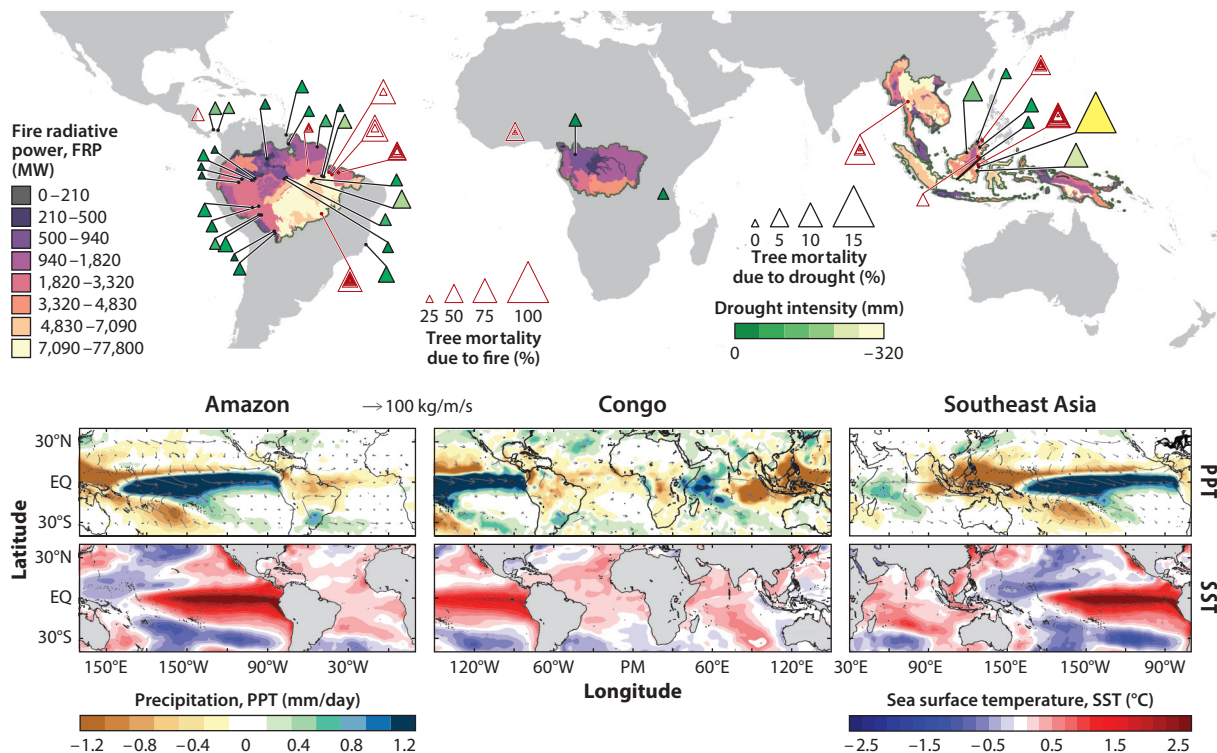 Fire radiative
power, FRP
(MW)
0–210
210–500
500–940
940–1,820
1,820–3,320
3,320–4,830
4,830–7,090
7,090–77,800
25 50 75 100
Tree mortality
due to fire (%)
0 5 10 15
Tree mortality
due to drought (%)
Drought intensity (mm)
0 −320
Amazon
100 kg/m/s
Congo
Southeast Asia
30°N
EQ
30°S
PPT
Latitude
30°N
EQ
30°S
SST
150°E 150°W 90°W 30°W
120°W 60°W PM 60°E 120°E
30°E 90°E 150°E 150°W 90°W
Longitude
Precipitation, PPT (mm/day)
−1.2 −0.8 −0.4 0 0.4 0.8 1.2
Sea surface temperature, SST (°C)
−2.5 −1.5 −0.5 0.5 1.5 2.5